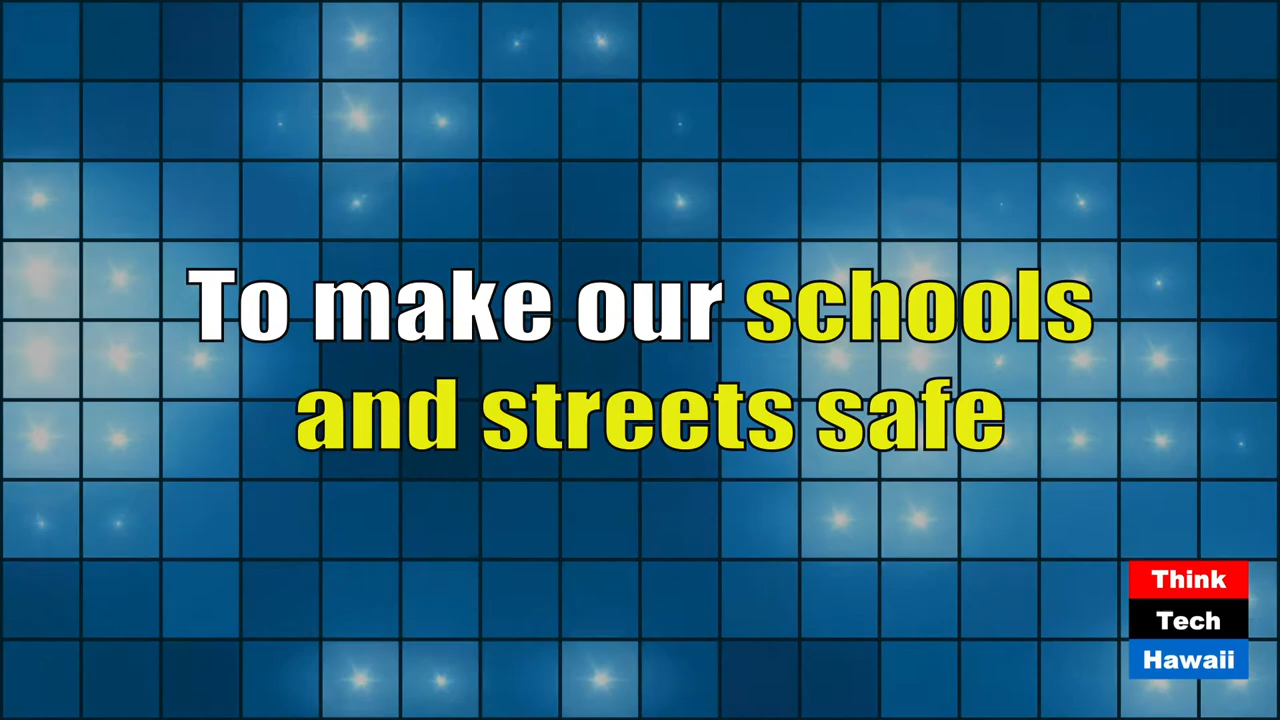 To make our schools
and streets safe
Think
Tech
Hawaii